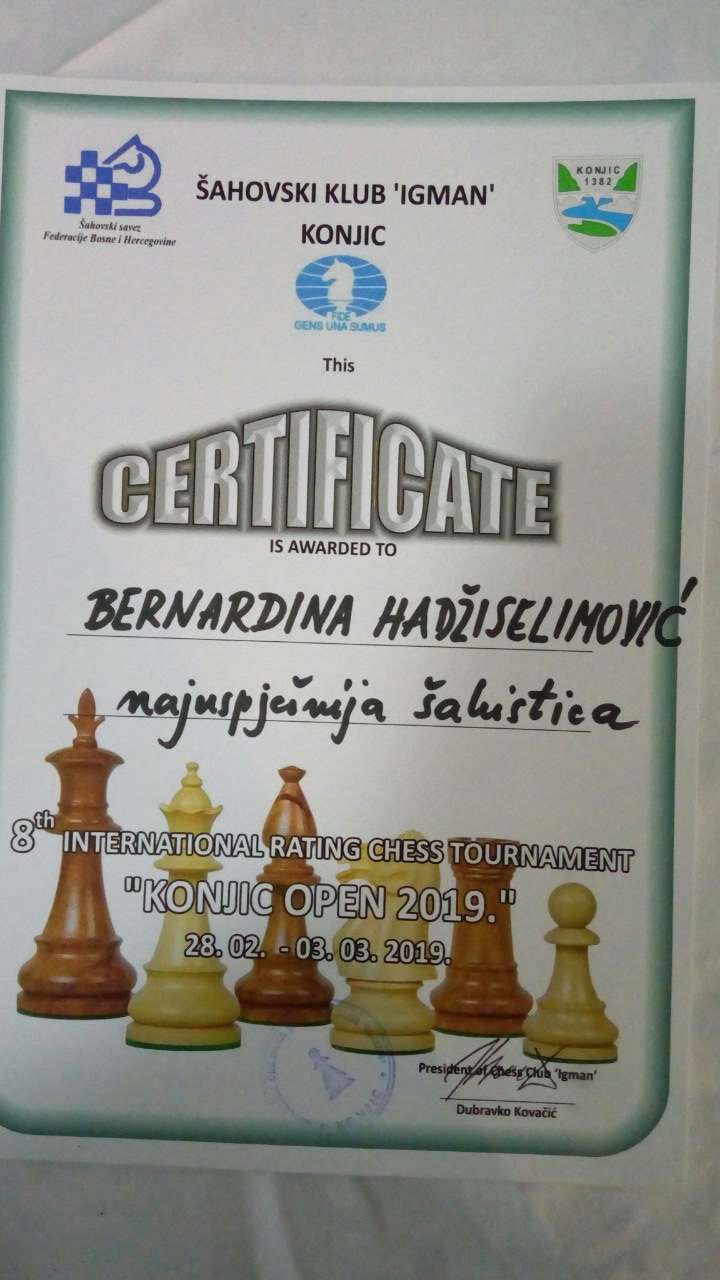 ŠAHOVSKI KLUB 'IGMAN'
KONJIC
Šahovski savez
Federacije Bosne i Hercegovine
KONJIC
1382
FIDE
GENS UNA SUMUS
This
CERTIFICATE
IS AWARDED TO
BERNARDINA HADŽISELIMOVIĆ
najuspješnija šahistica
8th INTERNATIONAL RATING CHESS TOURNAMENT
"KONJIC OPEN 2019."
28. 02. - 03. 03. 2019.
President of Chess Club 'Igman'
Dubravko Kovačić
KONJIC